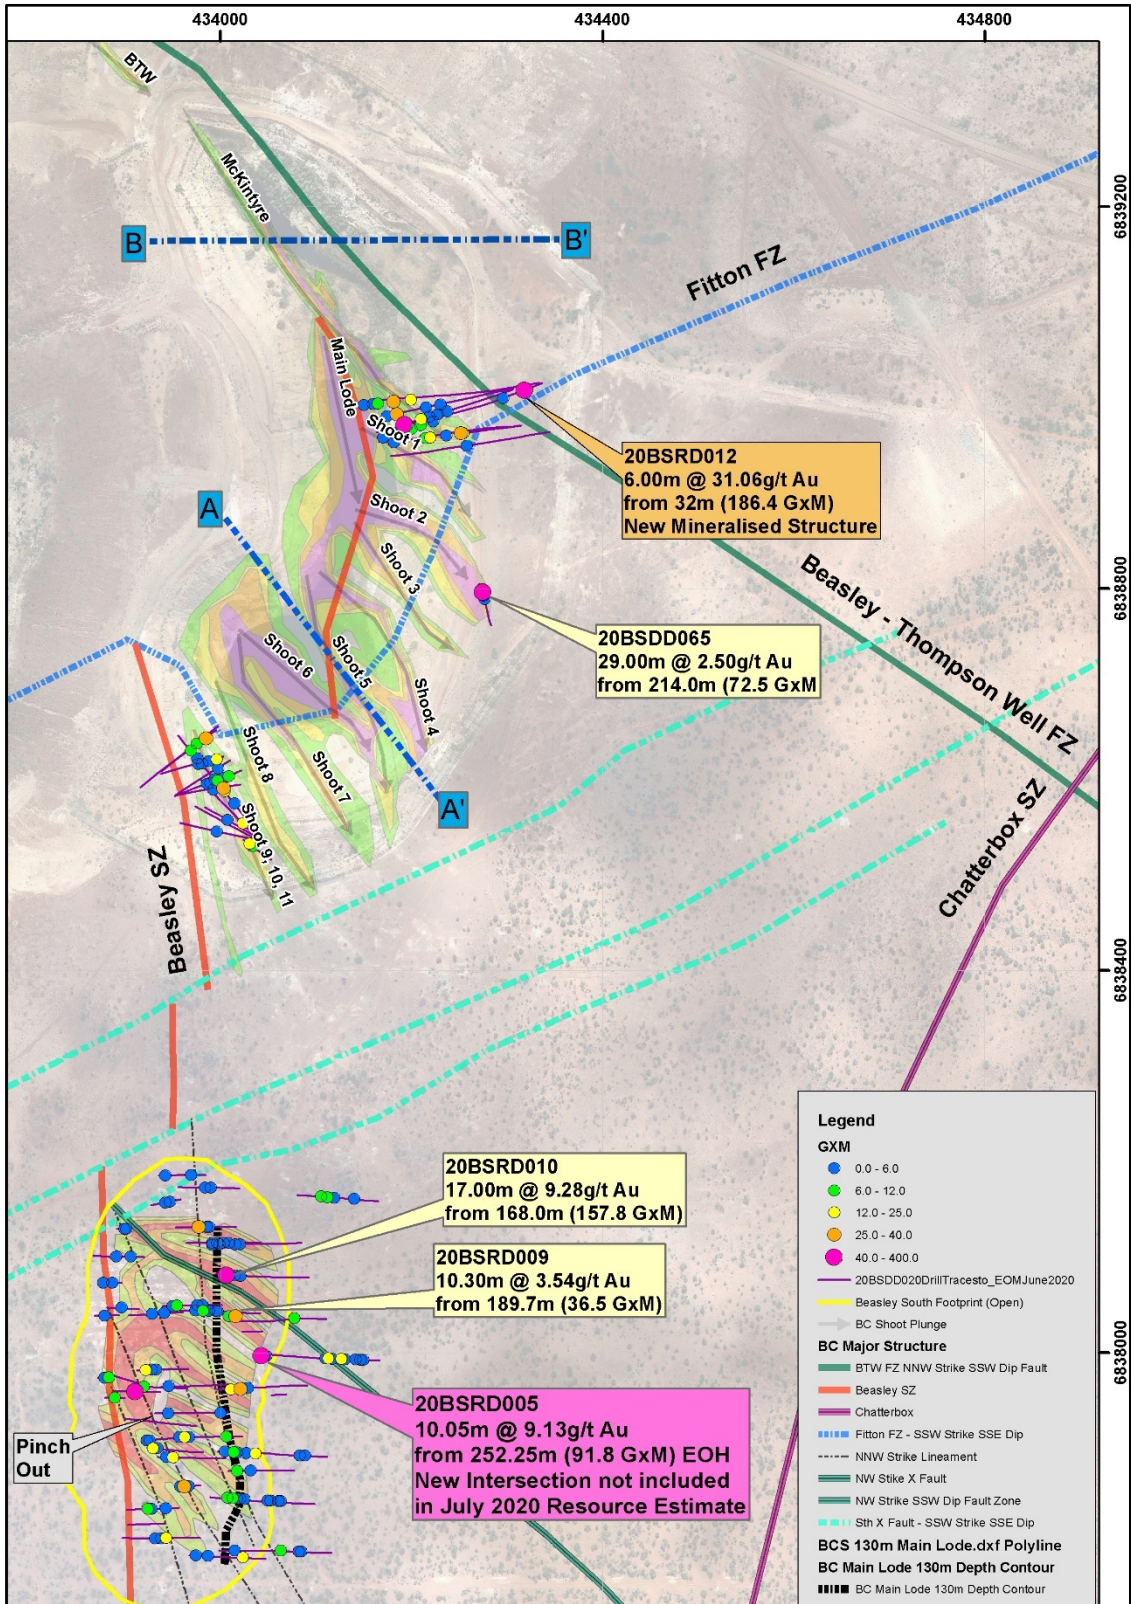 434000
434400
434800
BTW
McKintyre
6839200
B
B'
Fitton FZ
Main Lode
Shoot 1
20BSRD012
6.00m @ 31.06g/t Au
from 32m (186.4 GxM)
New Mineralised Structure
A
Shoot 2
Shoot 3
6838800
Beasley - Thompson Well FZ
20BSDD065
29.00m @ 2.50g/t Au
from 214.0m (72.5 GxM
Shoot 6
Shoot 5
Shoot 4
Shoot 8
Shoot 7
A'
Shoot 9, 10, 11
Beasley SZ
Chatterbox SZ
6838400
20BSRD010
17.00m @ 9.28g/t Au
from 168.0m (157.8 GxM)
20BSRD009
10.30m @ 3.54g/t Au
from 189.7m (36.5 GxM)
6838000
20BSRD005
10.05m @ 9.13g/t Au
from 252.25m (91.8 GxM) EOH
New Intersection not included
in July 2020 Resource Estimate
Pinch
Out
Legend
GXM
0.0 - 6.0
6.0 - 12.0
12.0 - 25.0
25.0 - 40.0
40.0 - 400.0
20BSDD020DrillTracesto_EOMJune2020
Beasley South Footprint (Open)
BC Shoot Plunge
BC Major Structure
BTW FZ NNW Strike SSW Dip Fault
Beasley SZ
Chatterbox
Fitton FZ - SSW Strike SSE Dip
NNW Strike Lineament
NW Stike X Fault
NW Strike SSW Dip Fault Zone
Sth X Fault - SSW Strike SSE Dip
BCS 130m Main Lode.dxf Polyline
BC Main Lode 130m Depth Contour
BC Main Lode 130m Depth Contour